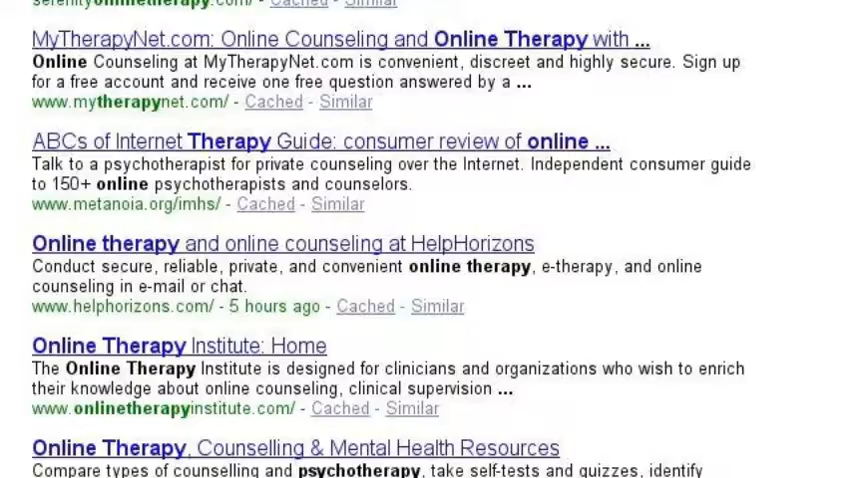 serenityonlinetherapy.com/ - Cached - Similar
MyTherapyNet.com: Online Counseling and Online Therapy with ...
Online Counseling at MyTherapyNet.com is convenient, discreet and highly secure. Sign up
for a free account and receive one free question answered by a ...
www.mytherapynet.com/ - Cached - Similar
ABCs of Internet Therapy Guide: consumer review of online ...
Talk to a psychotherapist for private counseling over the Internet. Independent consumer guide
to 150+ online psychotherapists and counselors.
www.metanoia.org/imhs/ - Cached - Similar
Online therapy and online counseling at HelpHorizons
Conduct secure, reliable, private, and convenient online therapy, e-therapy, and online
counseling in e-mail or chat.
www.helphorizons.com/ - 5 hours ago - Cached - Similar
Online Therapy Institute: Home
The Online Therapy Institute is designed for clinicians and organizations who wish to enrich
their knowledge about online counseling, clinical supervision ...
www.onlinetherapyinstitute.com/ - Cached - Similar
Online Therapy, Counselling & Mental Health Resources
Compare types of counselling and psychotherapy, take self-tests and quizzes, identify